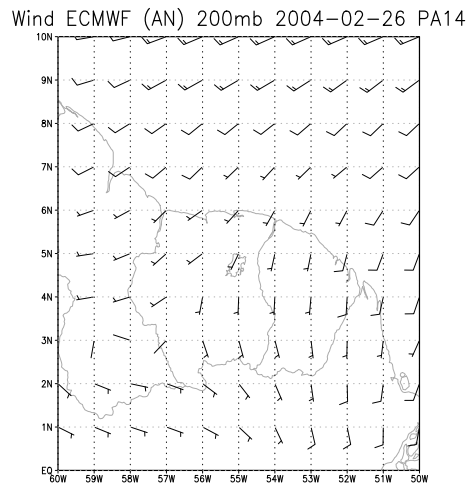 Wind ECMWF (AN) 200mb 2004-02-26 PA14
10N
9N
8N
7N
6N
5N
4N
3N
2N
1N
EQ
60W 59W 58W 57W 56W 55W 54W 53W 52W 51W 50W